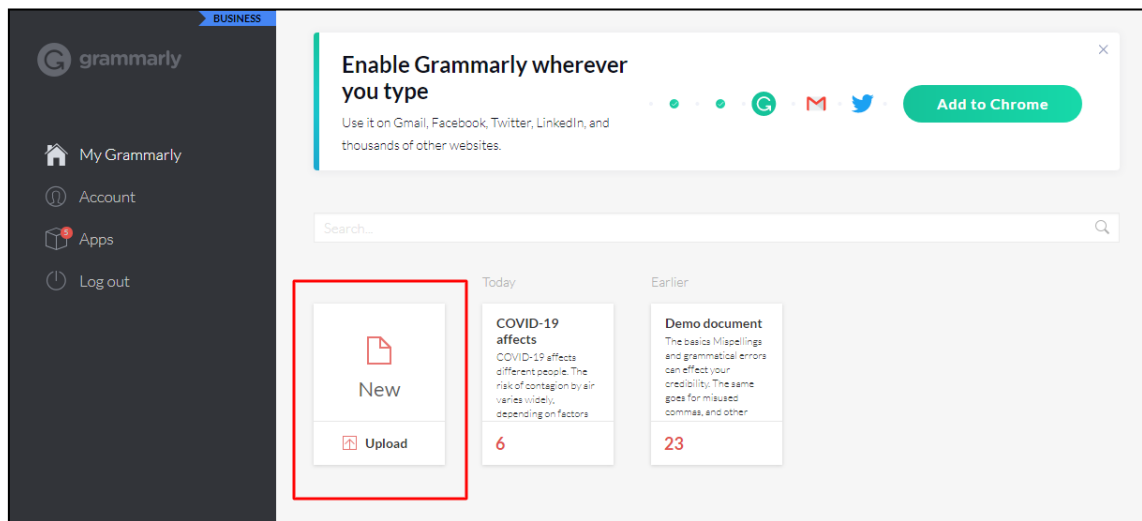 BUSINESS
grammarly
My Grammarly
Account
5
Apps
Log out
Enable Grammarly wherever
you type
Use it on Gmail, Facebook, Twitter, LinkedIn, and
thousands of other websites.
Add to Chrome
Search...
New
Upload
Today
COVID-19
affects
COVID-19 affects
different people. The
risk of contagion by air
varies widely,
depending on factors
6
Earlier
Demo document
The basics Mispellings
and grammatical errors
can effect your
credibility. The same
goes for misused
commas, and other
23